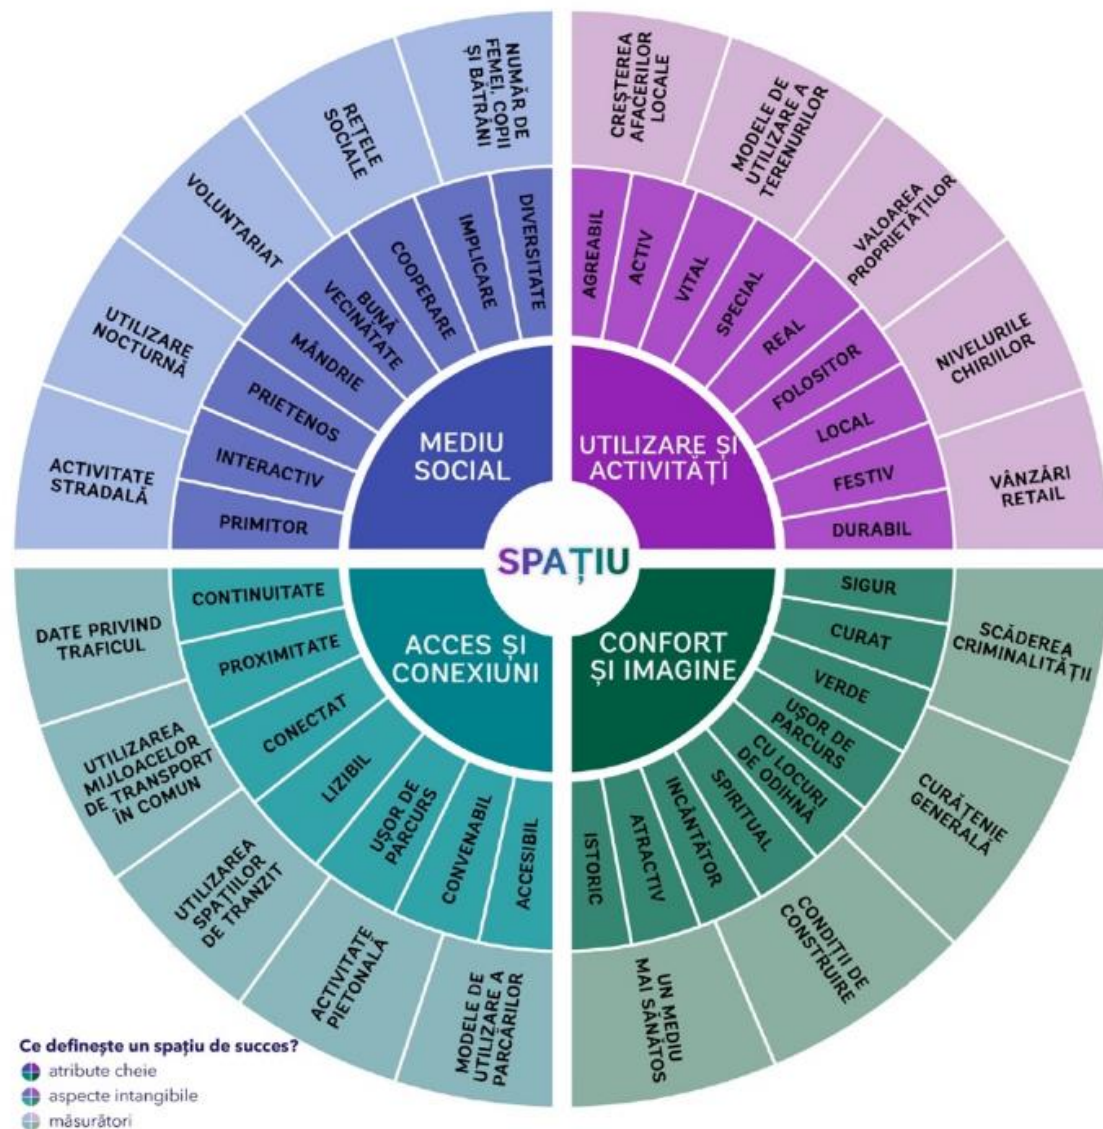 NUMĂR DE
FEMEI, COPII
ȘI BĂTRÂNI
REȚELE
SOCIALE
VOLUNTARIAT
UTILIZARE
NOCTURNĂ
ACTIVITATE
STRADALĂ
DIVERSITATE
IMPLICARE
COOPERARE
BUNĂ
VECINĂTATE
MÂNDRIE
PRIETENOS
INTERACTIV
PRIMITOR
MEDIU
SOCIAL
CREȘTEREA
AFACERILOR
LOCALE
MODELE DE
UTILIZARE A
TERENURILOR
VALOAREA
PROPRIETĂȚILOR
NIVELURILE
CHIRIILOR
VÂNZĂRI
RETAIL
AGREABIL
ACTIV
VITAL
SPECIAL
REAL
FOLOSITOR
LOCAL
FESTIV
DURABIL
UTILIZARE ȘI
ACTIVITĂȚI
SPAȚIU
ACCES ȘI
CONEXIUNI
CONTINUITATE
PROXIMITATE
CONECTAT
LIZIBIL
UȘOR DE
PARCURS
CONVENABIL
ACCESIBIL
DATE PRIVIND
TRAFICUL
UTILIZAREA
MIJLOACELOR
DE TRANSPORT
ÎN COMUN
UTILIZAREA
SPAȚIILOR
DE TRANZIT
ACTIVITATE
PIETONALĂ
MODELE DE
UTILIZARE A
PARCĂRILOR
CONFORT
ȘI IMAGINE
SIGUR
CURAT
VERDE
UȘOR DE
PARCURS
CU LOCURI
DE ODIHNĂ
SPIRITUAL
INCÂNTĂTOR
ATRACTIV
ISTORIC
SCĂDEREA
CRIMINALITĂȚII
CURĂȚENIE
GENERALĂ
CONDIȚII DE
CONSTRUIRE
UN MEDIU
MAI SĂNĂTOS
Ce definește un spațiu de succes?
atribute cheie
aspecte intangibile
măsurători